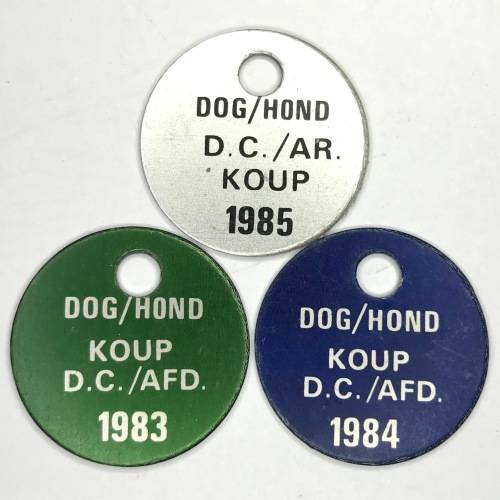 DOG/HOND
D.C./AR.
KOUP
1985
DOG/HOND
KOUP
D.C./AFD.
1983
DOG/HOND
KOUP
D.C./AFD.
1984